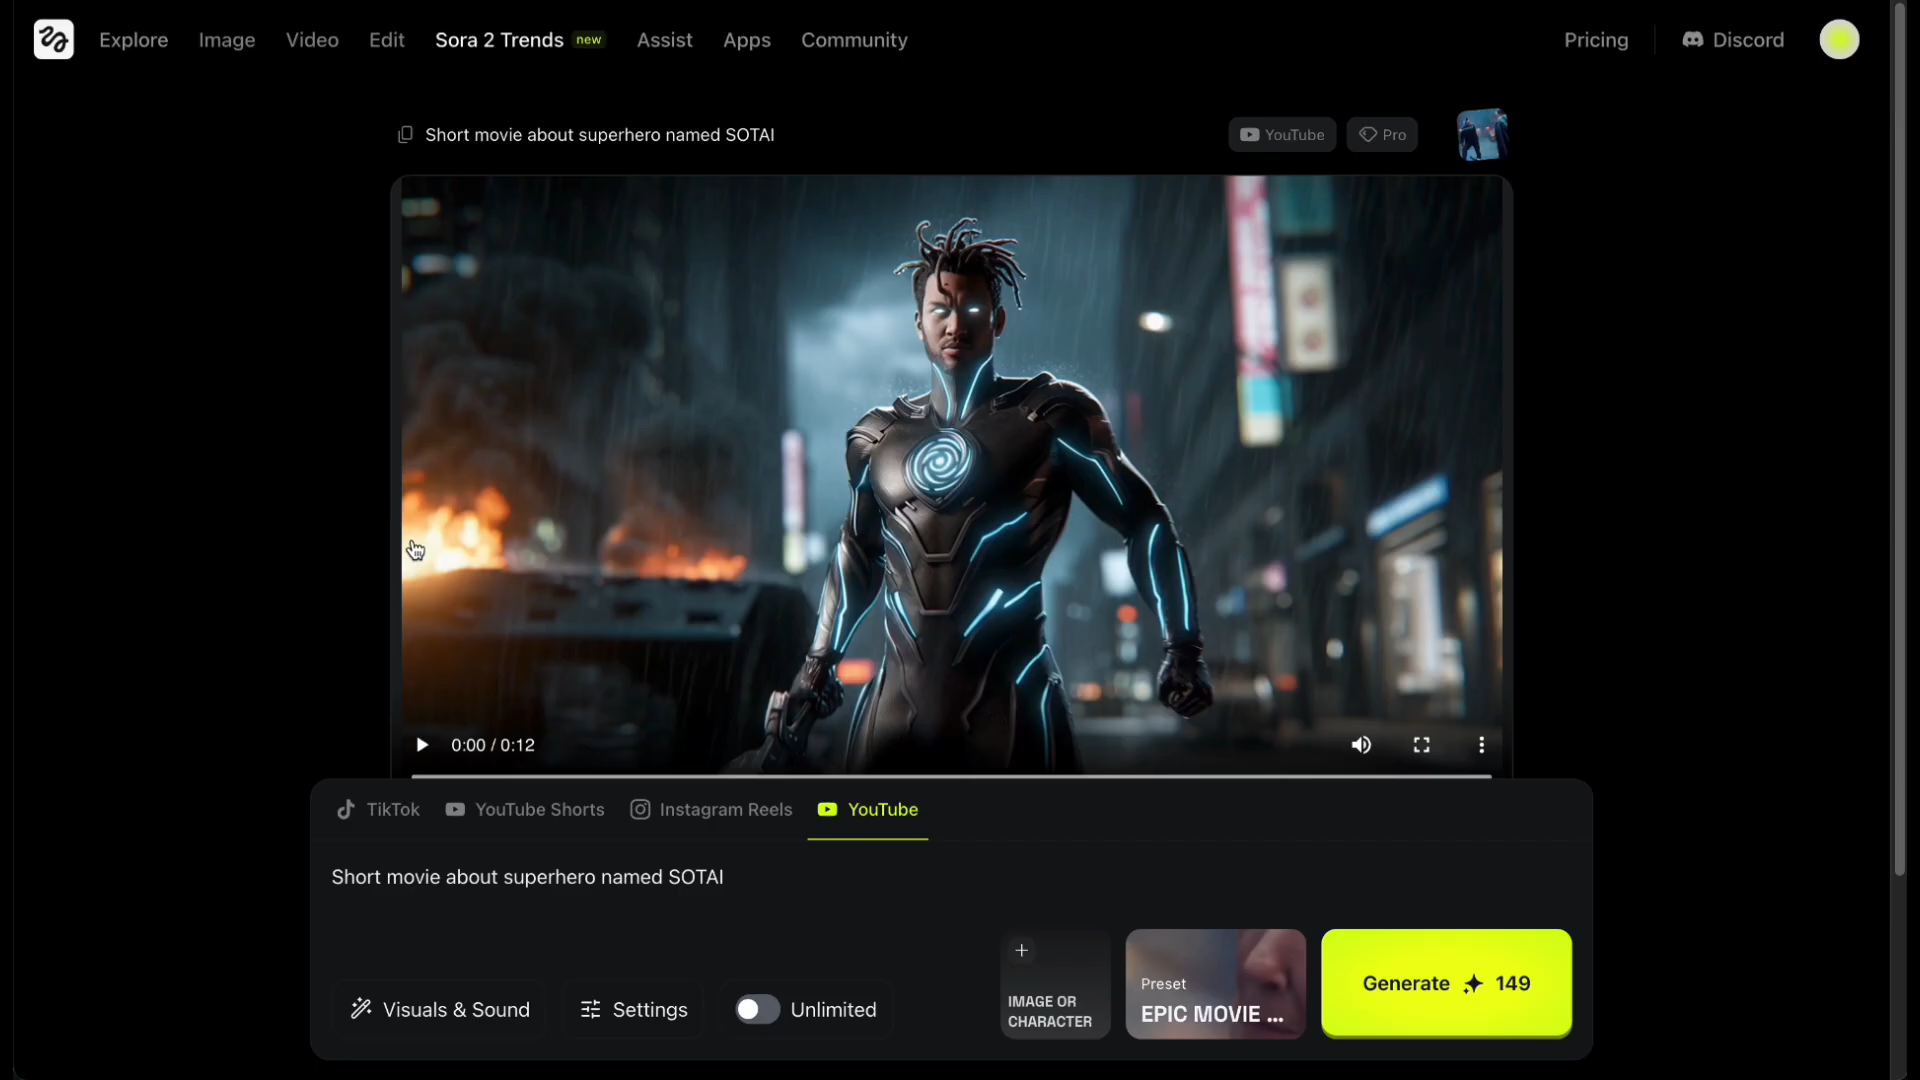 Explore Image Video Edit Sora 2 Trends new Assist Apps Community Pricing Discord
Short movie about superhero named SOTAI YouTube Pro
0:00 / 0:12
TikTok YouTube Shorts Instagram Reels YouTube
Short movie about superhero named SOTAI
Visuals & Sound Settings Unlimited
IMAGE OR
CHARACTER
Preset
EPIC MOVIE ...
Generate 149